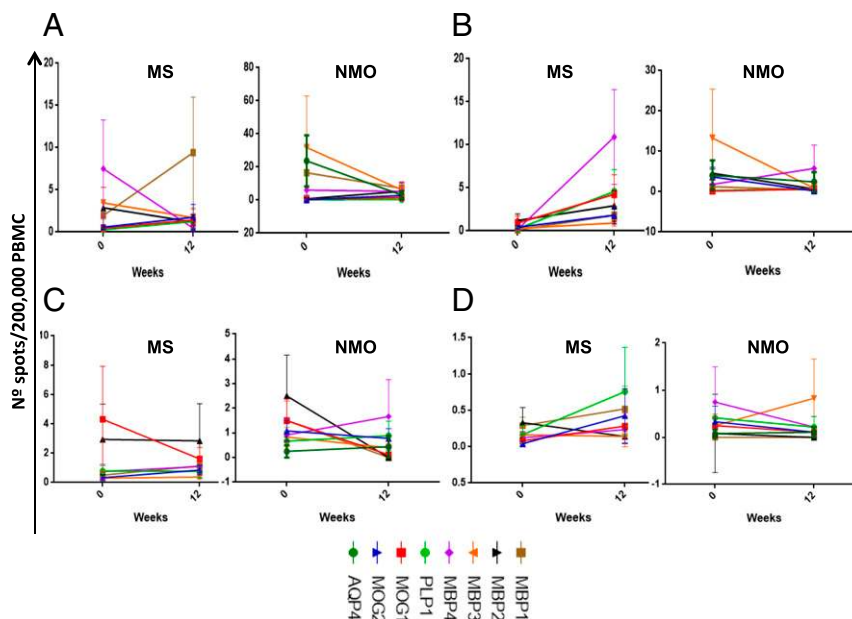 A
B
MS
NMO
MS
NMO
20
15
10
5
0
0
12
Weeks
80
60
40
20
0
20
0
12
Weeks
20
15
10
5
0
0
12
Weeks
30
20
10
0
10
0
12
Weeks
Nº spots/200,000 PBMC
C
D
MS
NMO
MS
NMO
10
8
6
4
2
0
0
12
Weeks
5
4
3
2
1
0
-1
0
12
Weeks
1.5
1.0
0.5
0.0
0.5
0
12
Weeks
2
1
0
-1
0
12
Weeks
AQP4
MOG2
MOG1
PLP1
MBP4
MBP3
MBP2
MBP1